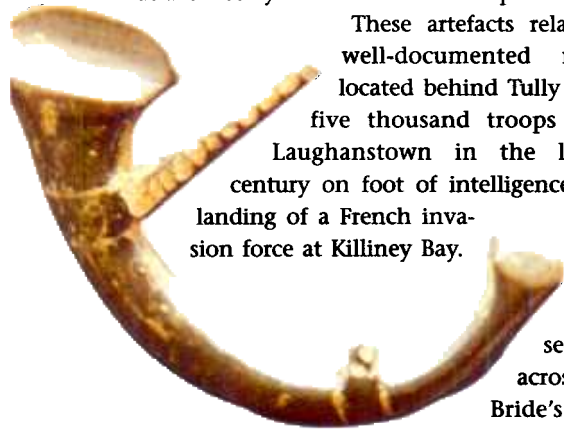 These artefacts rela
well-documented
located behind Tully
five thousand troops
Laughanstown in the l
century on foot of intelligence
landing of a French inva-
sion force at Killiney Bay.
se
acros
Bride's